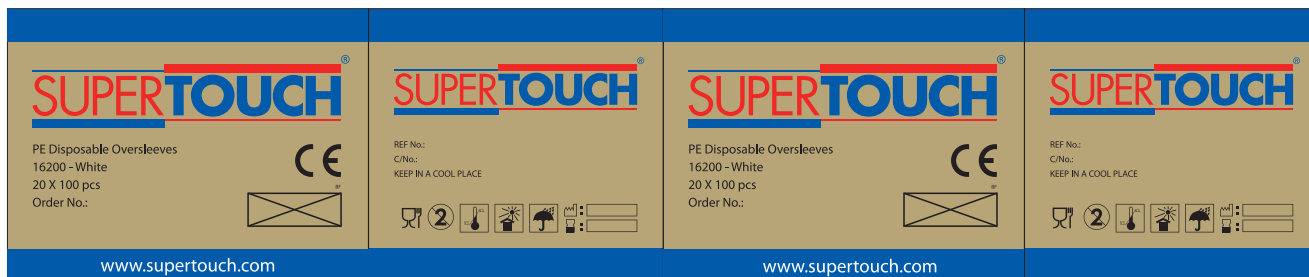 SUPERTOUCH®
PE Disposable Oversleeves
16200 - White
20 X 100 pcs
Order No.:
CE
www.supertouch.com
SUPERTOUCH®
REF No.:
C/No.:
KEEP IN A COOL PLACE
2
:
:
SUPERTOUCH®
PE Disposable Oversleeves
16200 - White
20 X 100 pcs
Order No.:
CE
www.supertouch.com
SUPERTOUCH®
REF No.:
C/No.:
KEEP IN A COOL PLACE
2
:
: